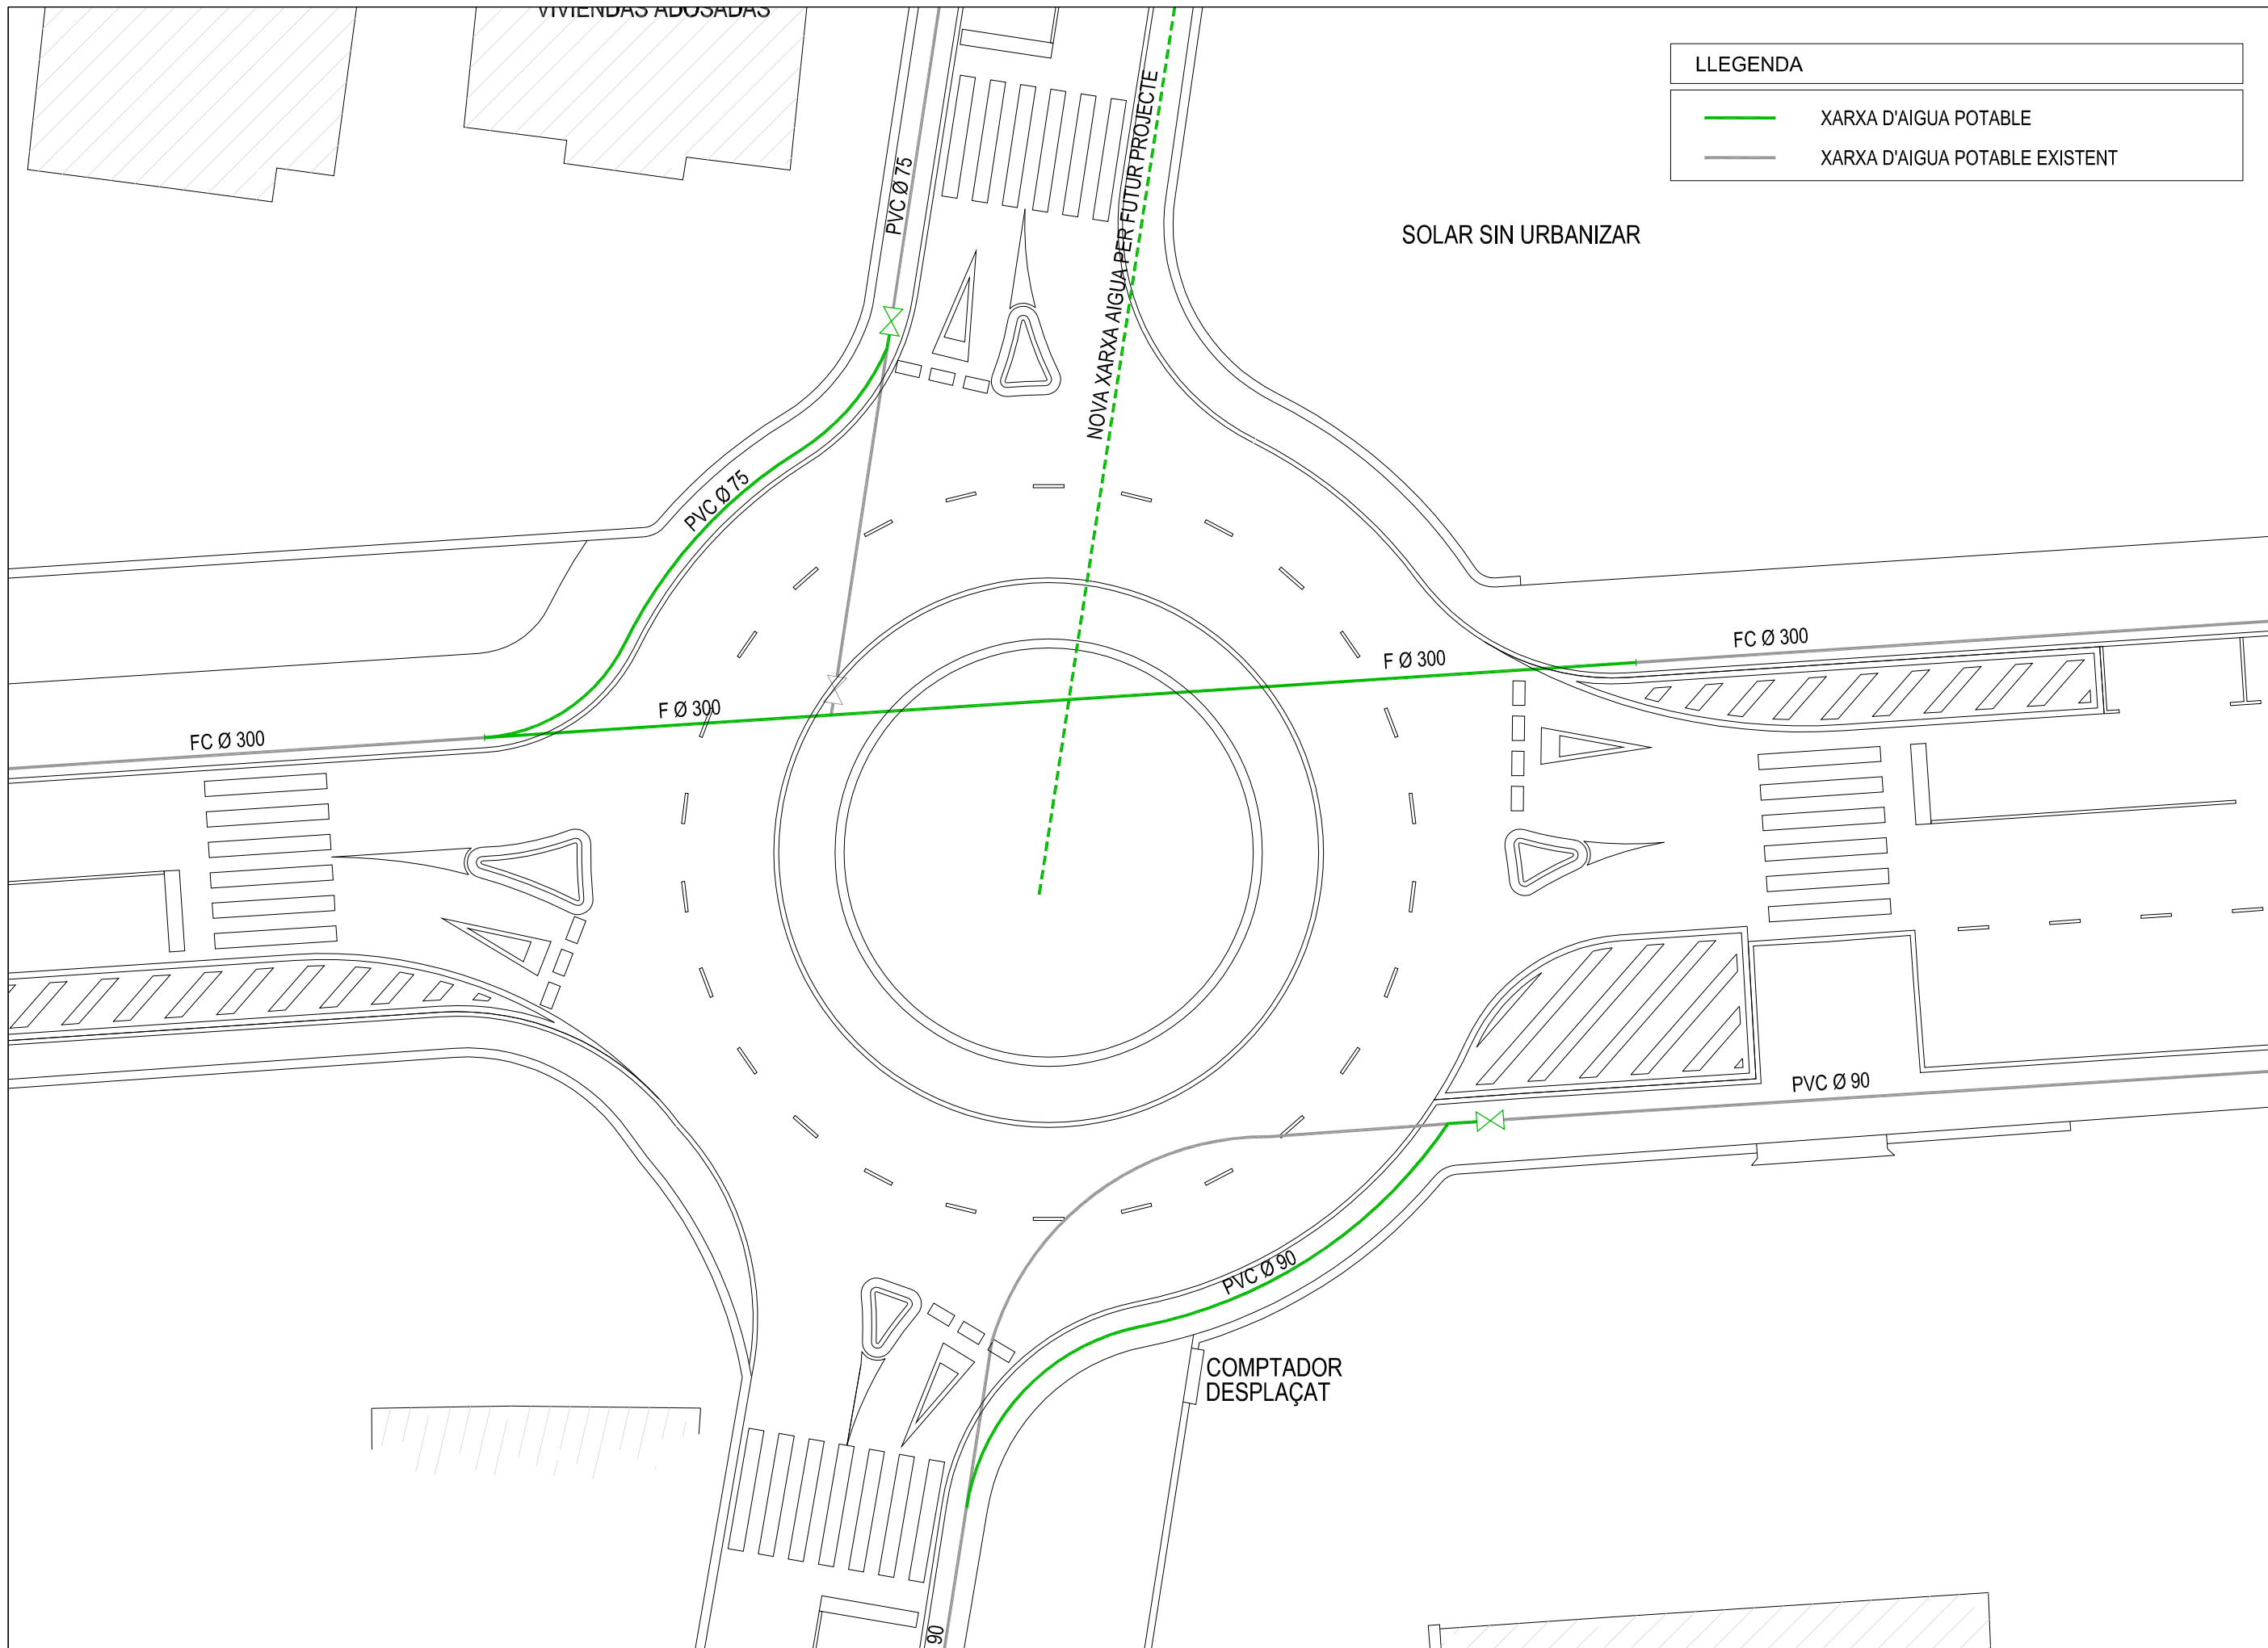 VIVIENDAS ADOSADAS
LLEGENDA
XARXA D'AIGUA POTABLE
XARXA D'AIGUA POTABLE EXISTENT
PVC Ø 75
NOVA XARXA AIGUA PER FUTUR PROJECTE
SOLAR SIN URBANIZAR
PVC Ø 75
FC Ø 300
F Ø 300
F Ø 300
FC Ø 300
PVC Ø 90
PVC Ø 90
COMPTADOR
DESPLAÇAT
90